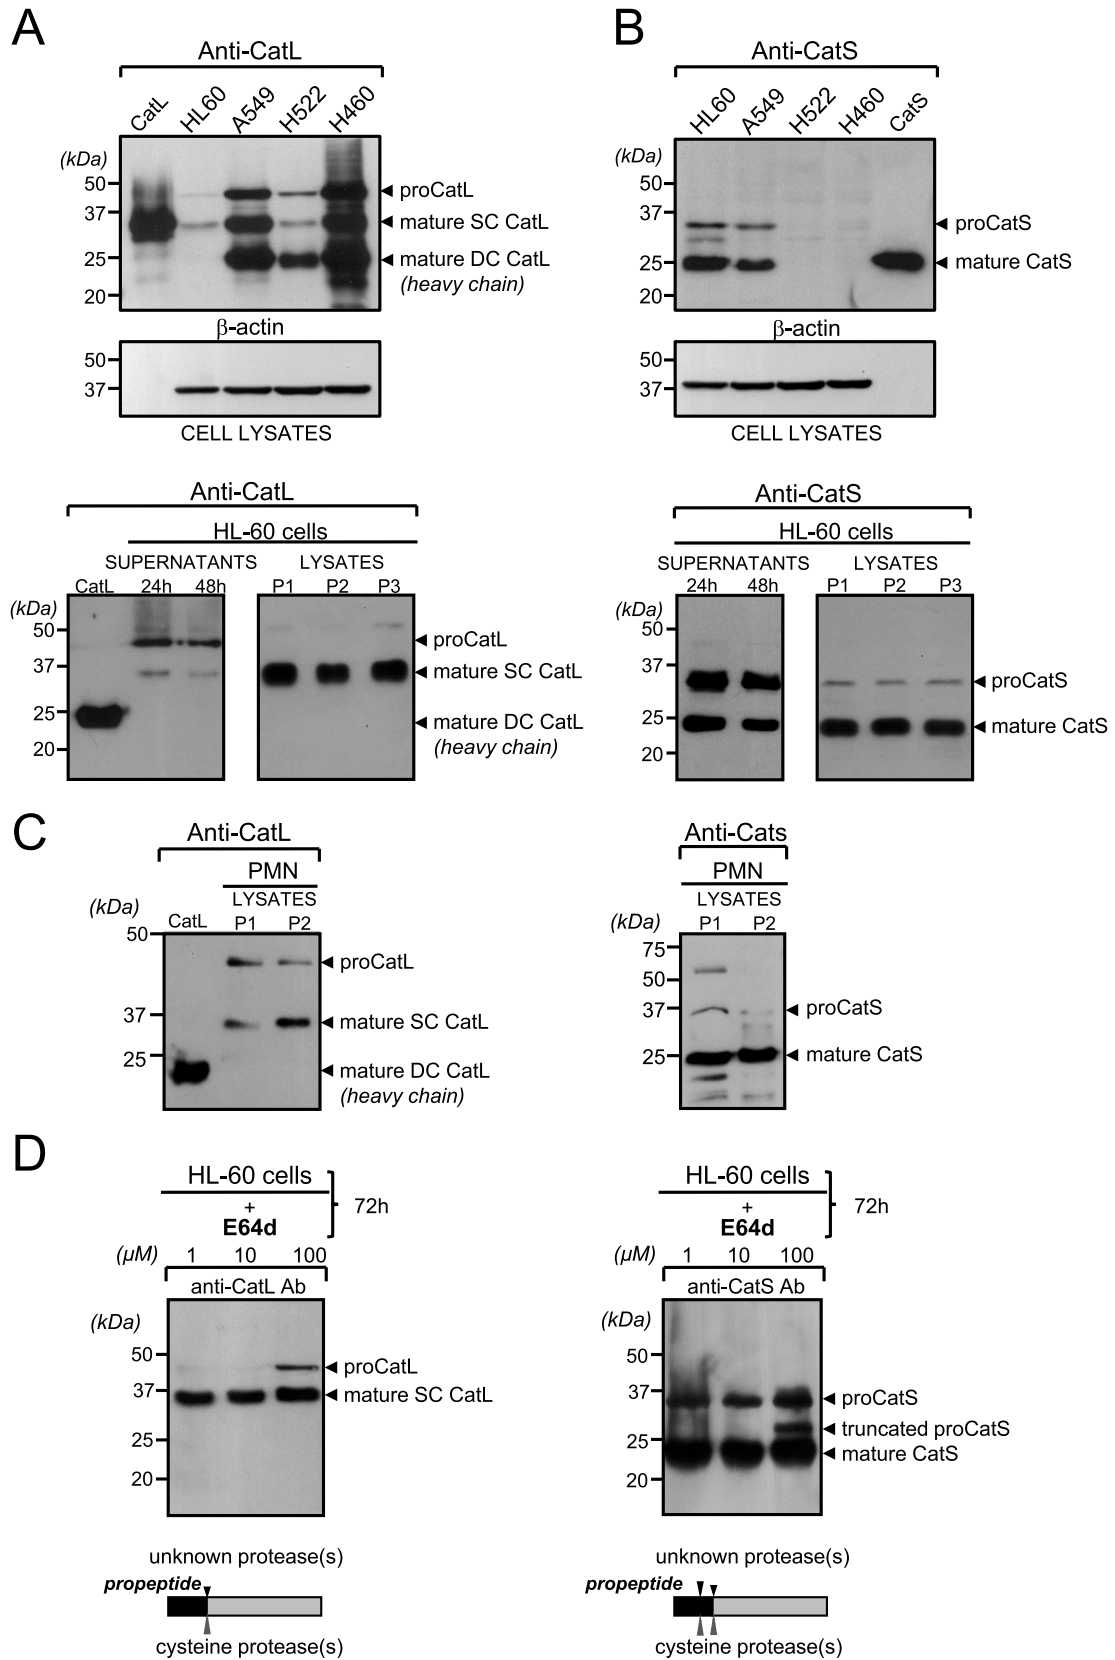 A
Anti-CatL
CatL HL60 A549 H522 H460
(kDa)
50
37
25
20
proCatL
mature SC CatL
mature DC CatL
(heavy chain)
β-actin
50
37
CELL LYSATES
B
Anti-CatS
HL60 A549 H522 H460 CatS
(kDa)
50
37
25
20
proCatS
mature CatS
β-actin
50
37
CELL LYSATES
Anti-CatL
HL-60 cells
SUPERNATANTS LYSATES
CatL 24h 48h P1 P2 P3
(kDa)
50
37
25
20
proCatL
mature SC CatL
mature DC CatL
(heavy chain)
Anti-CatS
HL-60 cells
SUPERNATANTS LYSATES
24h 48h P1 P2 P3
(kDa)
50
37
25
20
proCatS
mature CatS
C
Anti-CatL
PMN
LYSATES
CatL P1 P2
(kDa)
50
37
25
proCatL
mature SC CatL
mature DC CatL
(heavy chain)
Anti-Cats
PMN
LYSATES
P1 P2
(kDa)
75
50
37
25
proCatS
mature CatS
D
HL-60 cells
+
E64d
72h
(μM) 1 10 100
anti-CatL Ab
(kDa)
50
37
25
20
proCatL
mature SC CatL
unknown protease(s)
propeptide
cysteine protease(s)
HL-60 cells
+
E64d
72h
(μM) 1 10 100
anti-CatS Ab
(kDa)
50
37
25
20
proCatS
truncated proCatS
mature CatS
unknown protease(s)
propeptide
cysteine protease(s)